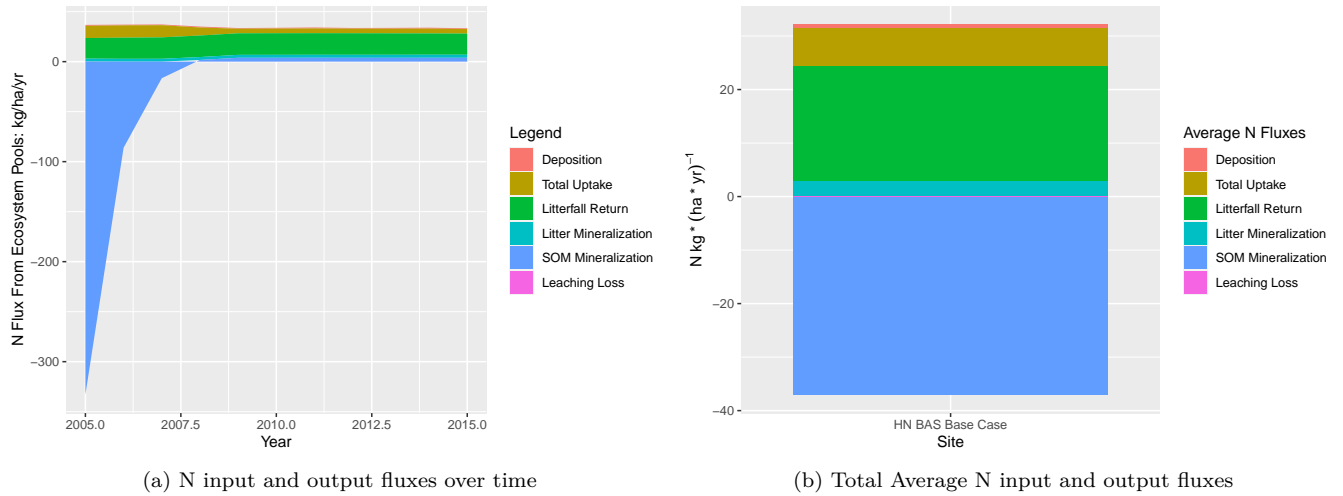 N Flux From Ecosystem Pools: kg/ha/yr
0
−100
−200
−300
2005.0 2007.5 2010.0 2012.5 2015.0
Year
Legend
Deposition
Total Uptake
Litterfall Return
Litter Mineralization
SOM Mineralization
Leaching Loss
(a) N input and output fluxes over time
N kg * (ha * yr)⁻¹
20
0
−20
−40
HN BAS Base Case
Site
Average N Fluxes
Deposition
Total Uptake
Litterfall Return
Litter Mineralization
SOM Mineralization
Leaching Loss
(b) Total Average N input and output fluxes